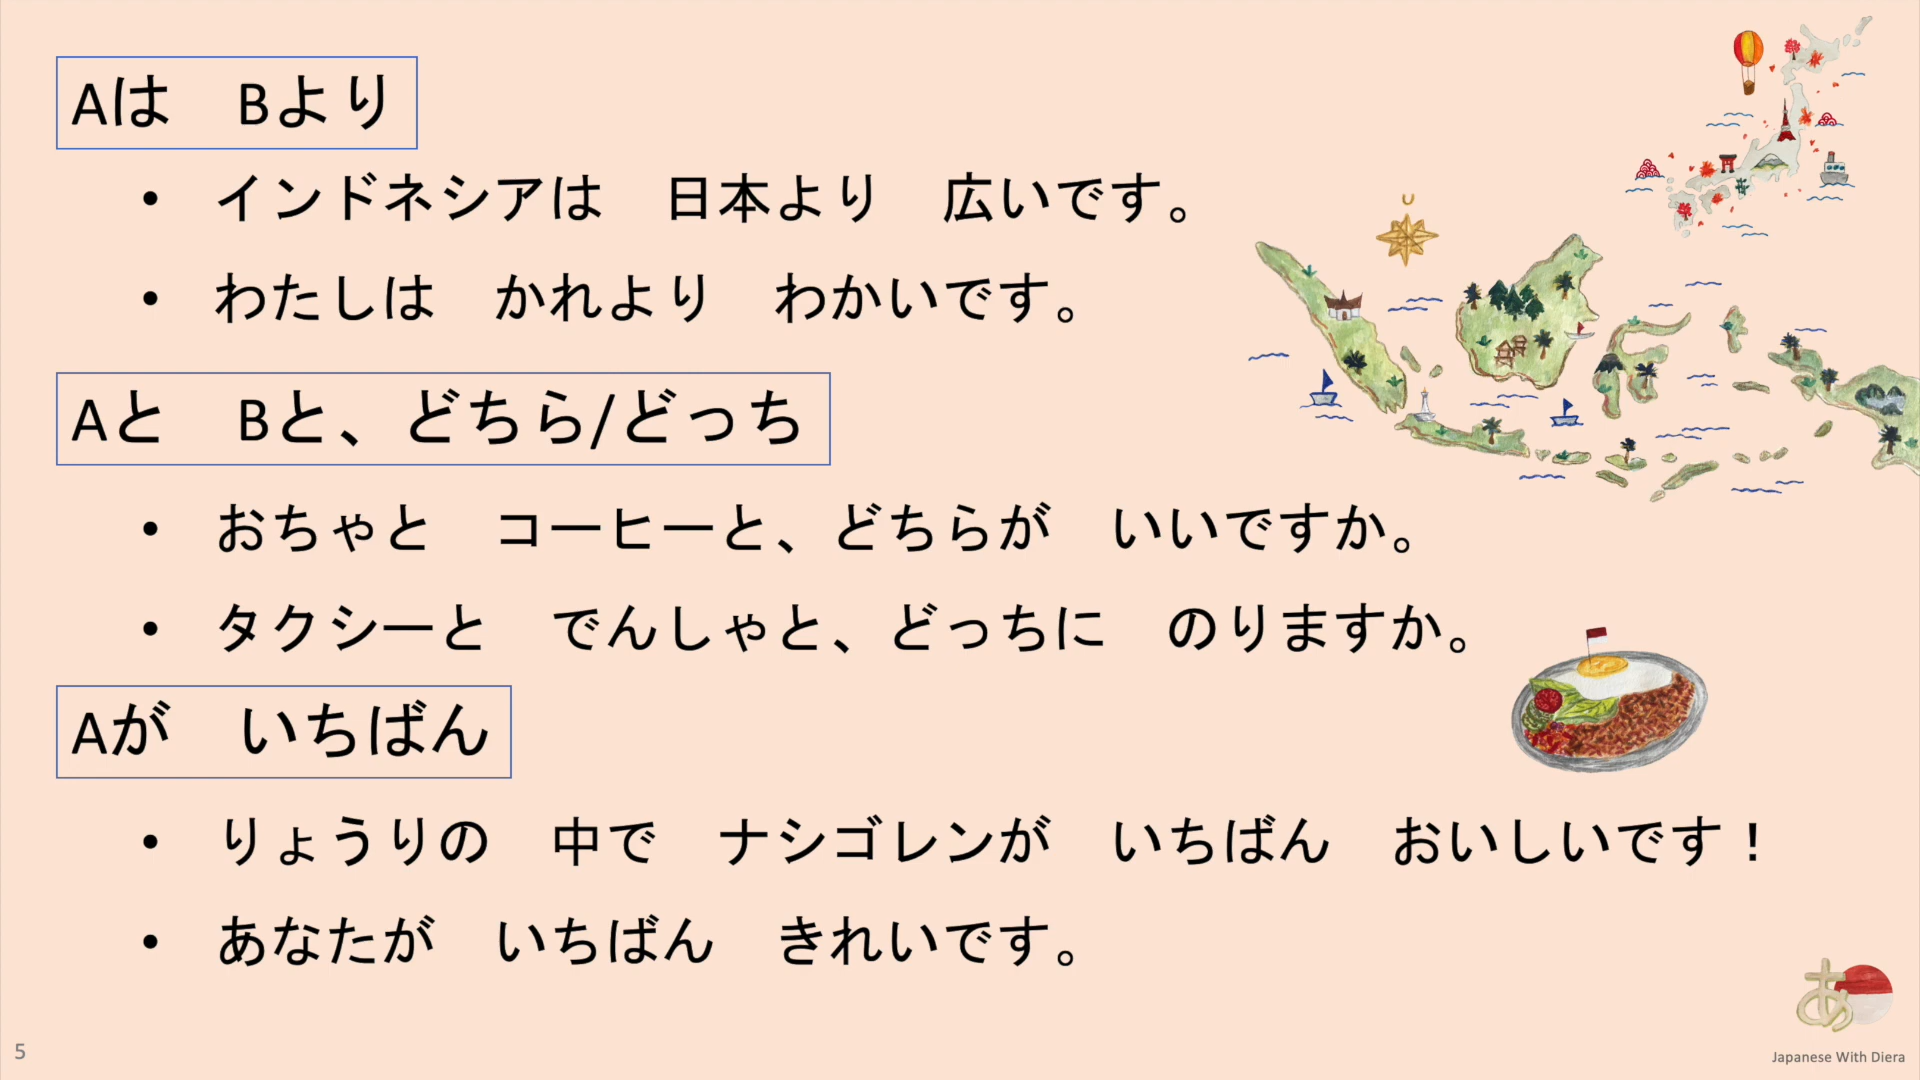 Aは　Bより
• インドネシアは　日本より　広いです。
• わたしは　かれより　わかいです。
Aと　Bと、どちら/どっち
• おちゃと　コーヒーと、どちらが　いいですか。
• タクシーと　でんしゃと、どっちに　のりますか。
Aが　いちばん
• りょうりの　中で　ナシゴレンが　いちばん　おいしいです！
• あなたが　いちばん　きれいです。
あ
5
Japanese With Diera